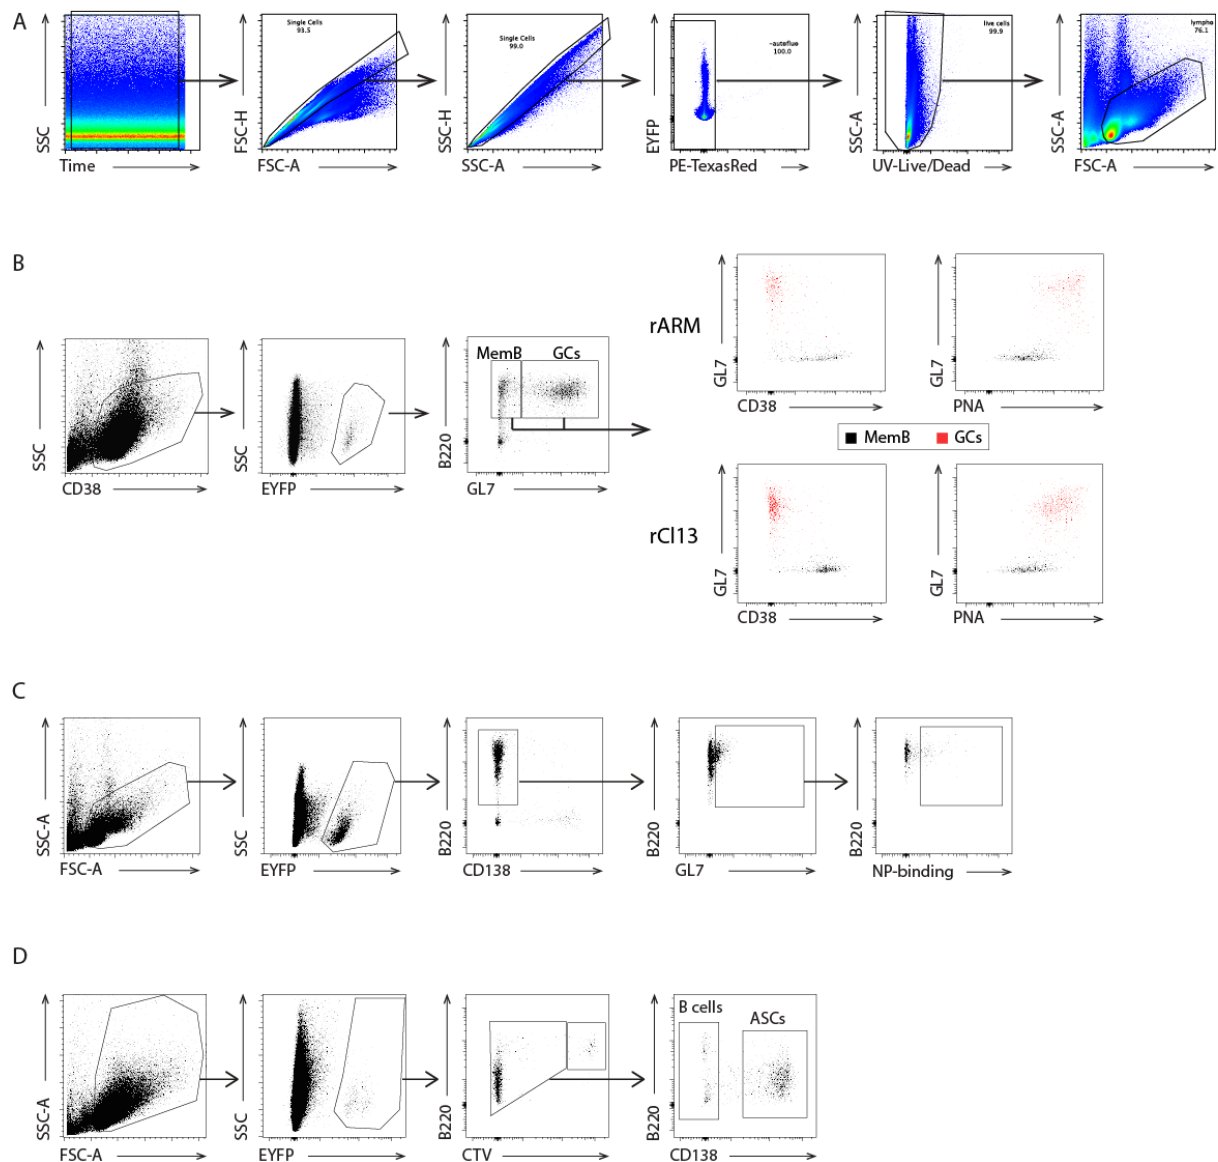 A
SSC
Time
Single Cells
93.5
FSC-H
FSC-A
Single Cells
99.0
SSC-H
SSC-A
-autoflue
100.0
EYFP
PE-TexasRed
live cells
99.9
SSC-A
UV-Live/Dead
lympho
76.1
SSC-A
FSC-A
B
SSC
CD38
SSC
EYFP
MemB GCs
B220
GL7
rARM
GL7
CD38
GL7
PNA
MemB GCs
rCl13
GL7
CD38
GL7
PNA
C
SSC-A
FSC-A
SSC
EYFP
B220
CD138
B220
GL7
B220
NP-binding
D
SSC-A
FSC-A
SSC
EYFP
B220
CTV
B cells ASCs
B220
CD138